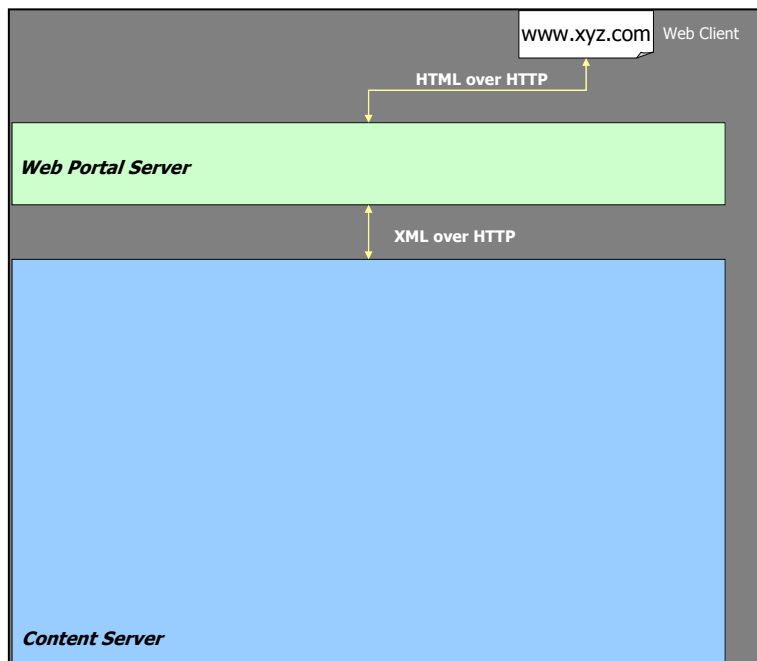 www.xyz.com Web Client
HTML over HTTP
Web Portal Server
XML over HTTP
Content Server